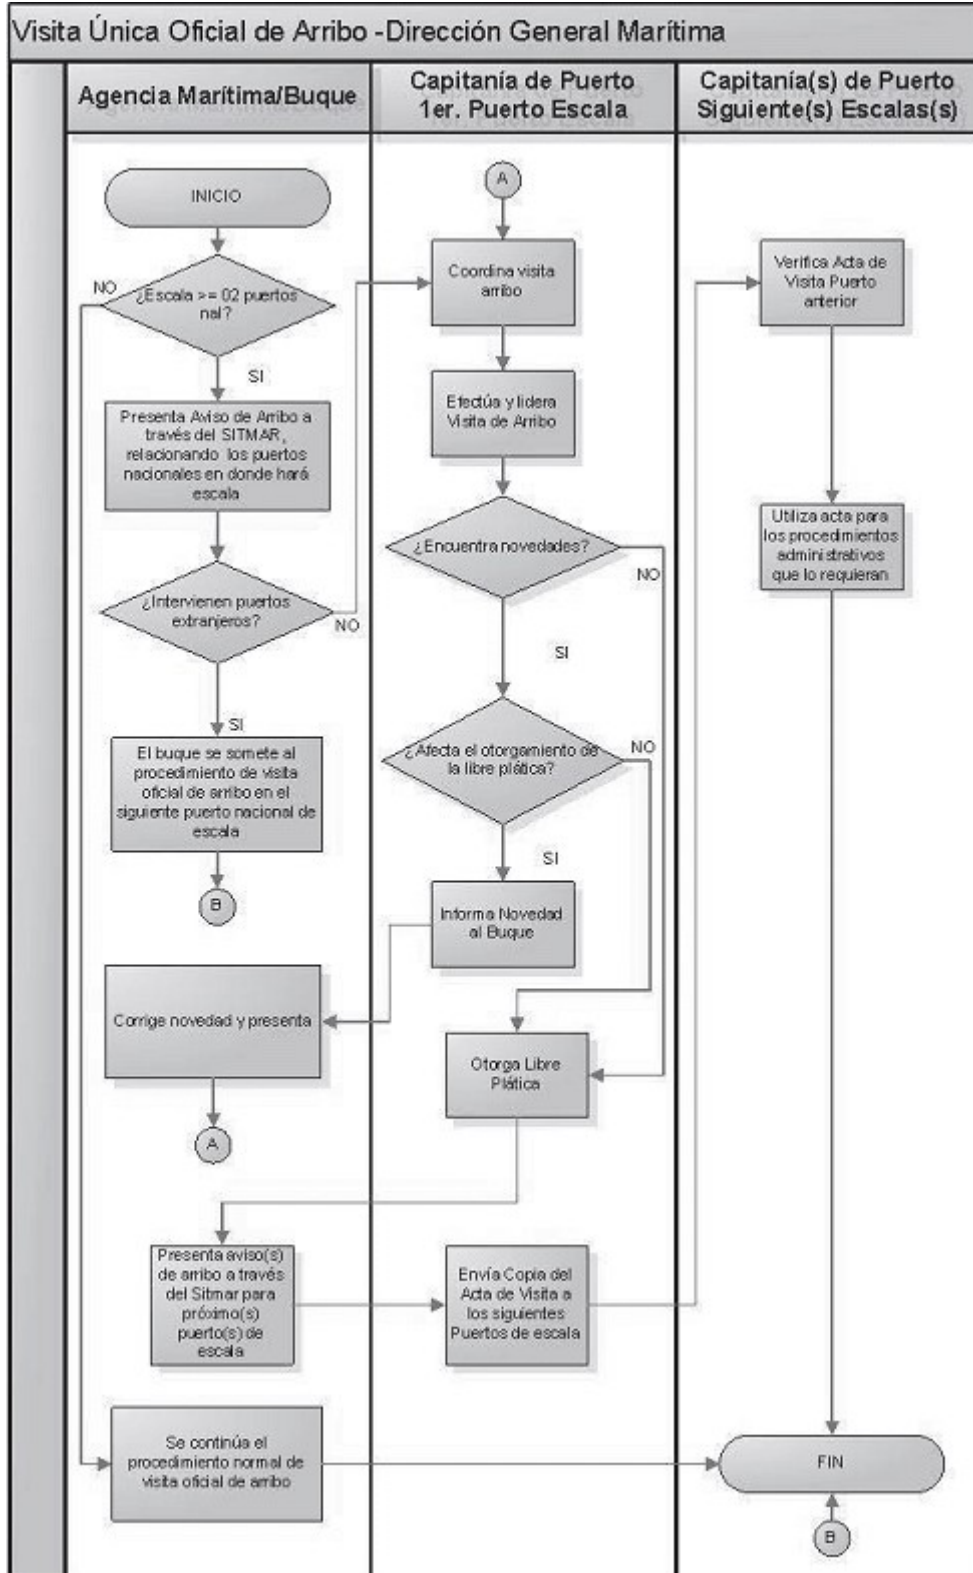 Visita Única Oficial de Arribo -Dirección General Marítima
Agencia Marítima/Buque
Capitanía de Puerto
1er. Puerto Escala
Capitanía(s) de Puerto
Siguiente(s) Escalas(s)
INICIO
NO
¿Escala >= 02 puertos
nal?
SI
Presenta Aviso de Arribo a
través del SITMAR,
relacionando los puertos
nacionales en donde hará
escala
¿Intervienen puertos
extranjeros?
NO
SI
El buque se somete al
procedimiento de visita
oficial de arribo en el
siguiente puerto nacional de
escala
B
Corrige novedad y presenta
A
Presenta aviso(s)
de arribo a través
del Sitmar para
próximo(s)
puerto(s) de
escala
Se continúa el
procedimiento normal de
visita oficial de arribo
A
Coordina visita
arribo
Efectúa y lidera
Visita de Arribo
¿Encuentra novedades?
NO
SI
¿Afecta el otorgamiento de
la libre plática?
NO
SI
Informa Novedad
al Buque
Otorga Libre
Plática
Envía Copia del
Acta de Visita a
los siguientes
Puertos de escala
Verifica Acta de
Visita Puerto
anterior
Utiliza acta para
los procedimientos
administrativos
que lo requieran
FIN
B